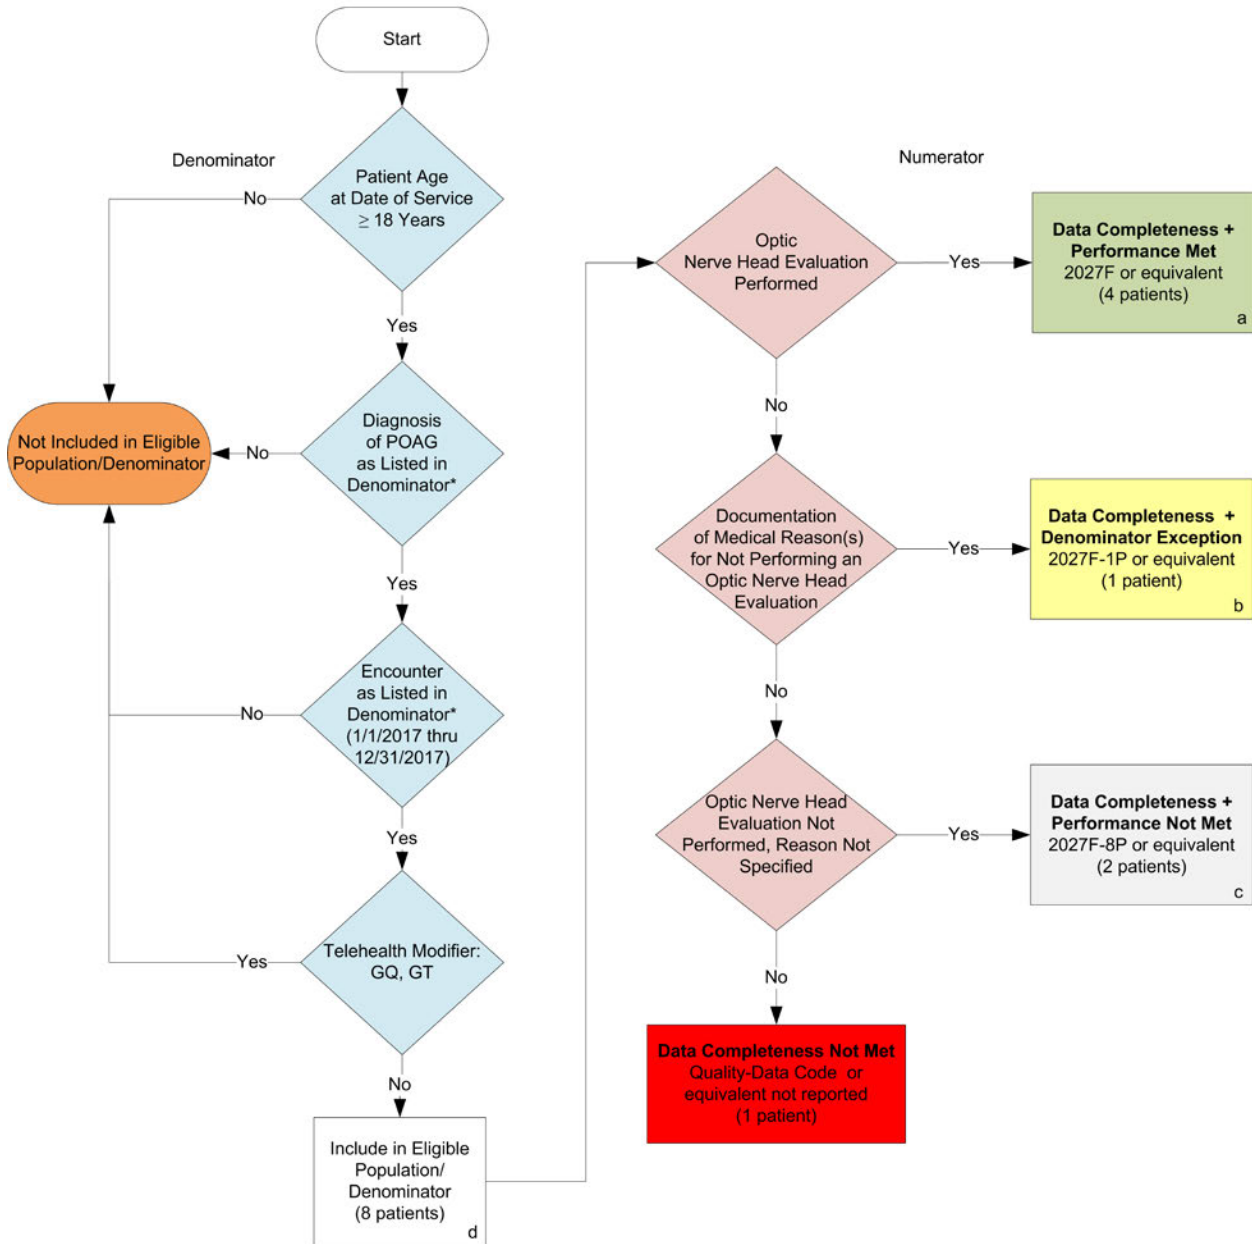 Start
Denominator
Patient Age
at Date of Service
≥ 18 Years
No
Yes
Diagnosis
of POAG
as Listed in
Denominator*
No
Not Included in Eligible
Population/Denominator
Yes
Encounter
as Listed in
Denominator*
(1/1/2017 thru
12/31/2017)
No
Yes
Telehealth Modifier:
GQ, GT
Yes
No
Include in Eligible
Population/
Denominator
(8 patients)
d
Numerator
Optic
Nerve Head Evaluation
Performed
Yes
Data Completeness +
Performance Met
2027F or equivalent
(4 patients)
a
No
Documentation
of Medical Reason(s)
for Not Performing an
Optic Nerve Head
Evaluation
Yes
Data Completeness +
Denominator Exception
2027F-1P or equivalent
(1 patient)
b
No
Optic Nerve Head
Evaluation Not
Performed, Reason Not
Specified
Yes
Data Completeness +
Performance Not Met
2027F-8P or equivalent
(2 patients)
c
No
Data Completeness Not Met
Quality-Data Code or
equivalent not reported
(1 patient)